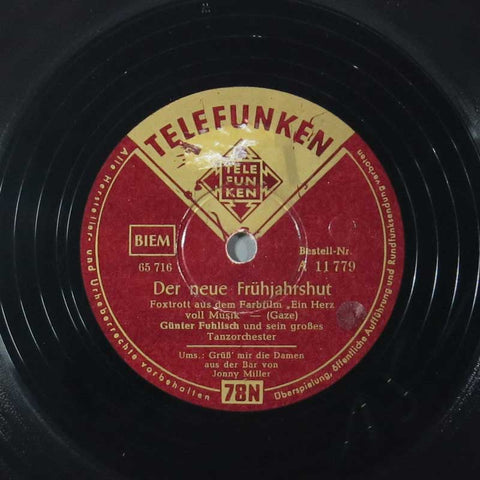 TELEFUNKEN
TELE
FUN
KEN
BIEM
65 716
Bestell-Nr.
A 11 779
Der neue Frühjahrshut
Foxtrott aus dem Farbfilm „Ein Herz
voll Musik" — (Gaze)
Günter Fuhlisch und sein großes
Tanzorchester
Ums.: Grüß' mir die Damen
aus der Bar von
Jonny Miller
78N
Alle Hersteller- und Urheberrechte vorbehalten
Überspielung, öffentliche Aufführung und Rundfunksendung verboten